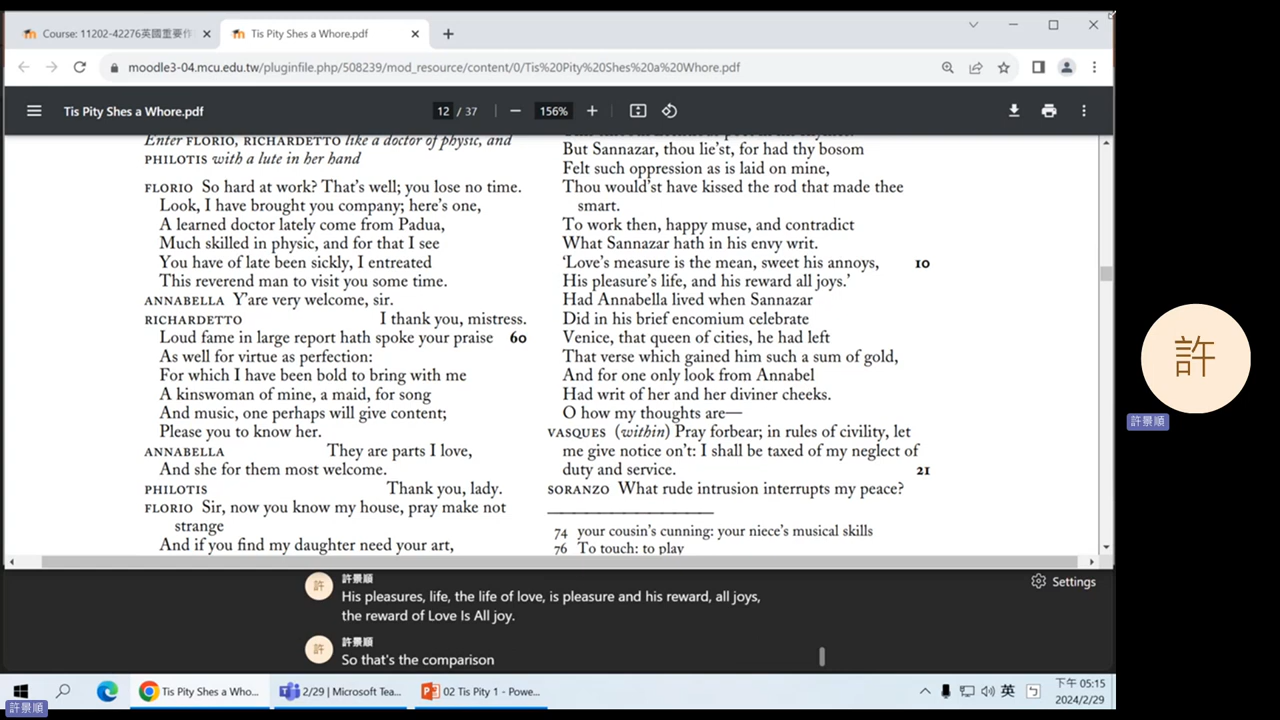 Course: 11202-42276英國重要作
Tis Pity Shes a Whore.pdf
moodle3-04.mcu.edu.tw/pluginfile.php/508239/mod_resource/content/0/Tis%20Pity%20Shes%20a%20Whore.pdf
Tis Pity Shes a Whore.pdf
12 / 37
156%
Enter FLORIO, RICHARDETTO like a doctor of physic, and
PHILOTIS with a lute in her hand
FLORIO So hard at work? That's well; you lose no time.
Look, I have brought you company; here's one,
A learned doctor lately come from Padua,
Much skilled in physic, and for that I see
You have of late been sickly, I entreated
This reverend man to visit you some time.
ANNABELLA Y'are very welcome, sir.
RICHARDETTO I thank you, mistress.
Loud fame in large report hath spoke your praise 60
As well for virtue as perfection:
For which I have been bold to bring with me
A kinswoman of mine, a maid, for song
And music, one perhaps will give content;
Please you to know her.
ANNABELLA They are parts I love,
And she for them most welcome.
PHILOTIS Thank you, lady.
FLORIO Sir, now you know my house, pray make not
strange
And if you find my daughter need your art,
But Sannazar, thou lie'st, for had thy bosom
Felt such oppression as is laid on mine,
Thou would'st have kissed the rod that made thee
smart.
To work then, happy muse, and contradict
What Sannazar hath in his envy writ.
'Love's measure is the mean, sweet his annoys, 10
His pleasure's life, and his reward all joys.'
Had Annabella lived when Sannazar
Did in his brief encomium celebrate
Venice, that queen of cities, he had left
That verse which gained him such a sum of gold,
And for one only look from Annabel
Had writ of her and her diviner cheeks.
O how my thoughts are—
VASQUES (within) Pray forbear; in rules of civility, let
me give notice on't: I shall be taxed of my neglect of
duty and service. 21
SORANZO What rude intrusion interrupts my peace?
74 your cousin's cunning: your niece's musical skills
76 To touch: to play
許
許景順
許景順
許
His pleasures, life, the life of love, is pleasure and his reward, all joys,
the reward of Love Is All joy.
許景順
許
So that's the comparison
Settings
Tis Pity Shes a Who...
2/29 | Microsoft Tea...
02 Tis Pity 1 - Powe...
英
下午 05:15
2024/2/29
許景順